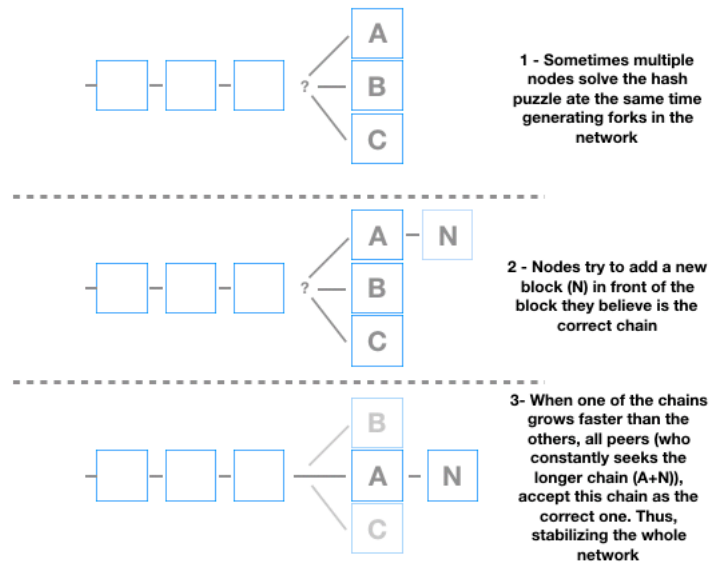 A
1 - Sometimes multiple
nodes solve the hash
puzzle ate the same time
generating forks in the
network
?
B
C
A
N
2 - Nodes try to add a new
block (N) in front of the
block they believe is the
correct chain
?
B
C
3- When one of the chains
grows faster than the
others, all peers (who
constantly seeks the
longer chain (A+N)),
accept this chain as the
correct one. Thus,
stabilizing the whole
network
B
A
N
C